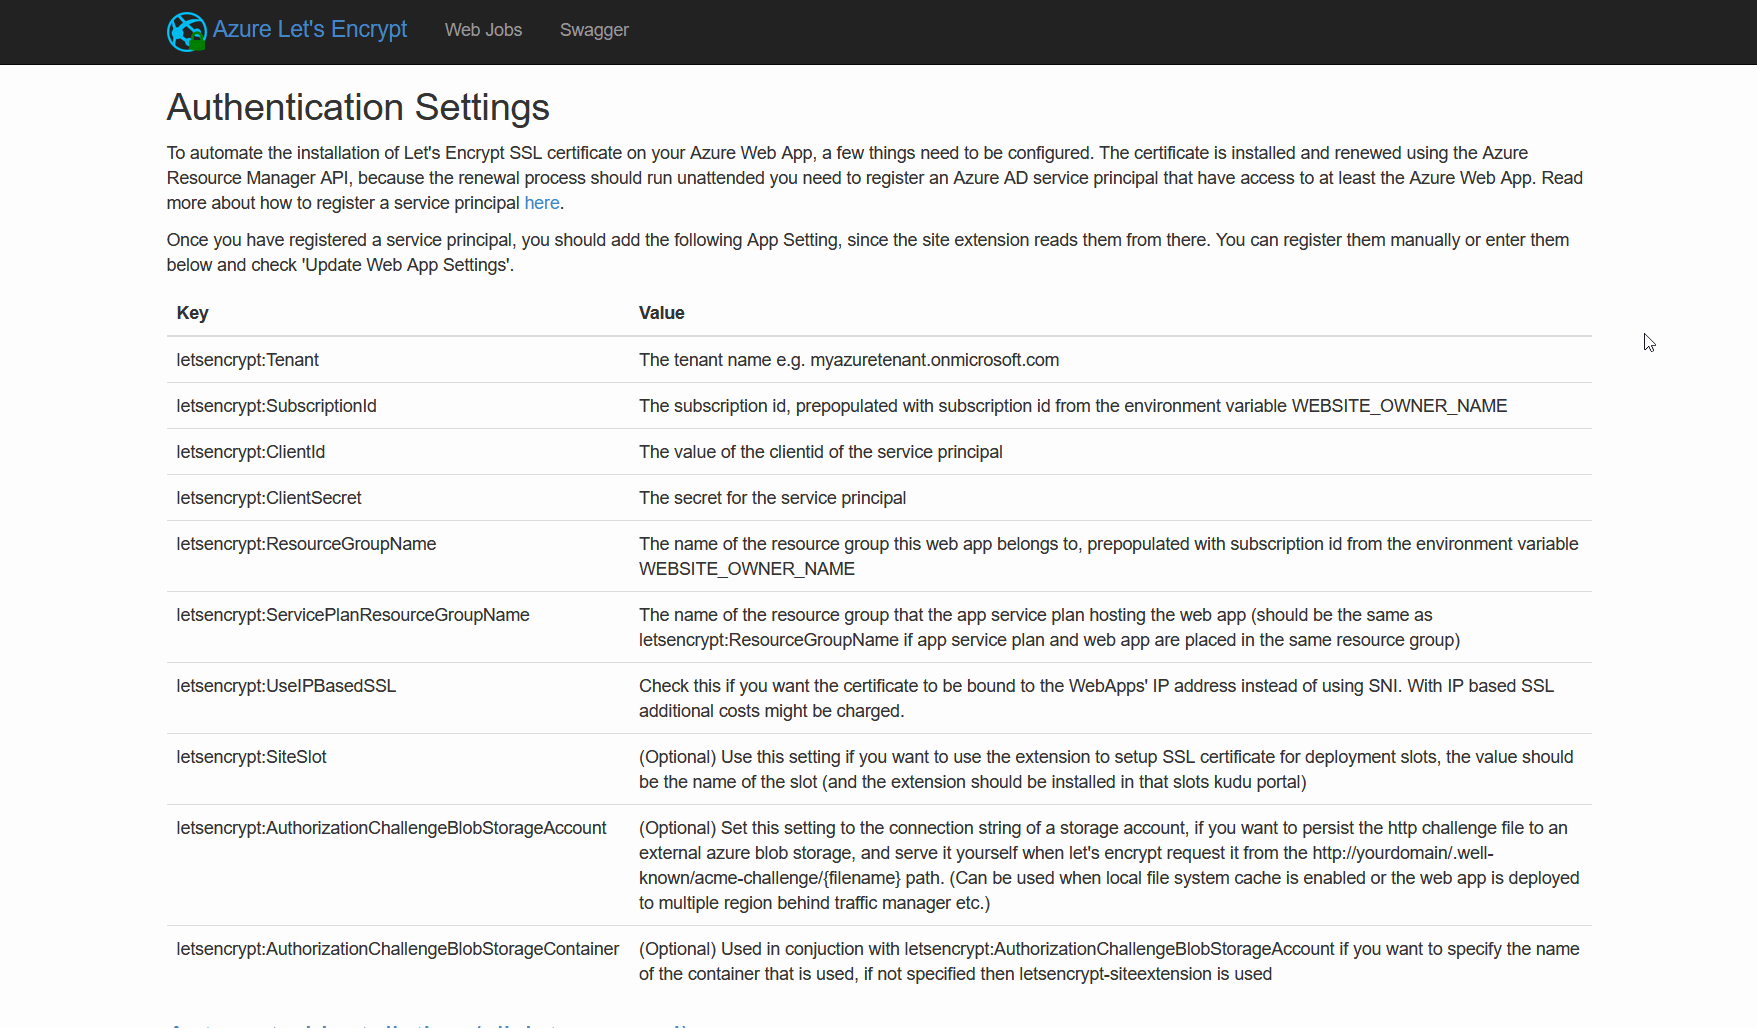 Azure Let's Encrypt Web Jobs Swagger
Authentication Settings
To automate the installation of Let's Encrypt SSL certificate on your Azure Web App, a few things need to be configured. The certificate is installed and renewed using the Azure
Resource Manager API, because the renewal process should run unattended you need to register an Azure AD service principal that have access to at least the Azure Web App. Read
more about how to register a service principal here.
Once you have registered a service principal, you should add the following App Setting, since the site extension reads them from there. You can register them manually or enter them
below and check 'Update Web App Settings'.
Key Value
letsencrypt:Tenant The tenant name e.g. myazuretenant.onmicrosoft.com
letsencrypt:SubscriptionId The subscription id, prepopulated with subscription id from the environment variable WEBSITE_OWNER_NAME
letsencrypt:ClientId The value of the clientid of the service principal
letsencrypt:ClientSecret The secret for the service principal
letsencrypt:ResourceGroupName The name of the resource group this web app belongs to, prepopulated with subscription id from the environment variable
WEBSITE_OWNER_NAME
letsencrypt:ServicePlanResourceGroupName The name of the resource group that the app service plan hosting the web app (should be the same as
letsencrypt:ResourceGroupName if app service plan and web app are placed in the same resource group)
letsencrypt:UseIPBasedSSL Check this if you want the certificate to be bound to the WebApps' IP address instead of using SNI. With IP based SSL
additional costs might be charged.
letsencrypt:SiteSlot (Optional) Use this setting if you want to use the extension to setup SSL certificate for deployment slots, the value should
be the name of the slot (and the extension should be installed in that slots kudu portal)
letsencrypt:AuthorizationChallengeBlobStorageAccount (Optional) Set this setting to the connection string of a storage account, if you want to persist the http challenge file to an
external azure blob storage, and serve it yourself when let's encrypt request it from the http://yourdomain/.well-
known/acme-challenge/{filename} path. (Can be used when local file system cache is enabled or the web app is deployed
to multiple region behind traffic manager etc.)
letsencrypt:AuthorizationChallengeBlobStorageContainer (Optional) Used in conjuction with letsencrypt:AuthorizationChallengeBlobStorageAccount if you want to specify the name
of the container that is used, if not specified then letsencrypt-siteextension is used